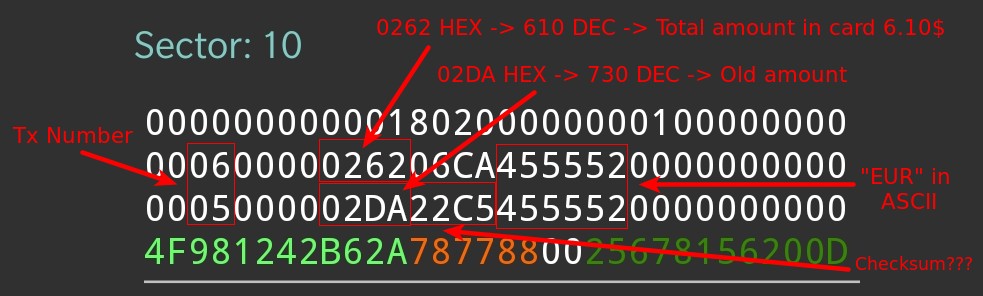 0262 HEX -> 610 DEC -> Total amount in card 6.10$
Sector: 10
02DA HEX -> 730 DEC -> Old amount
00000000000180200000000100000000
Tx Number
00060000026206CA4555520000000000
"EUR" in
ASCII
0005000002DA22C54555520000000000
4F981242B62A7877880025678156200D
Checksum???